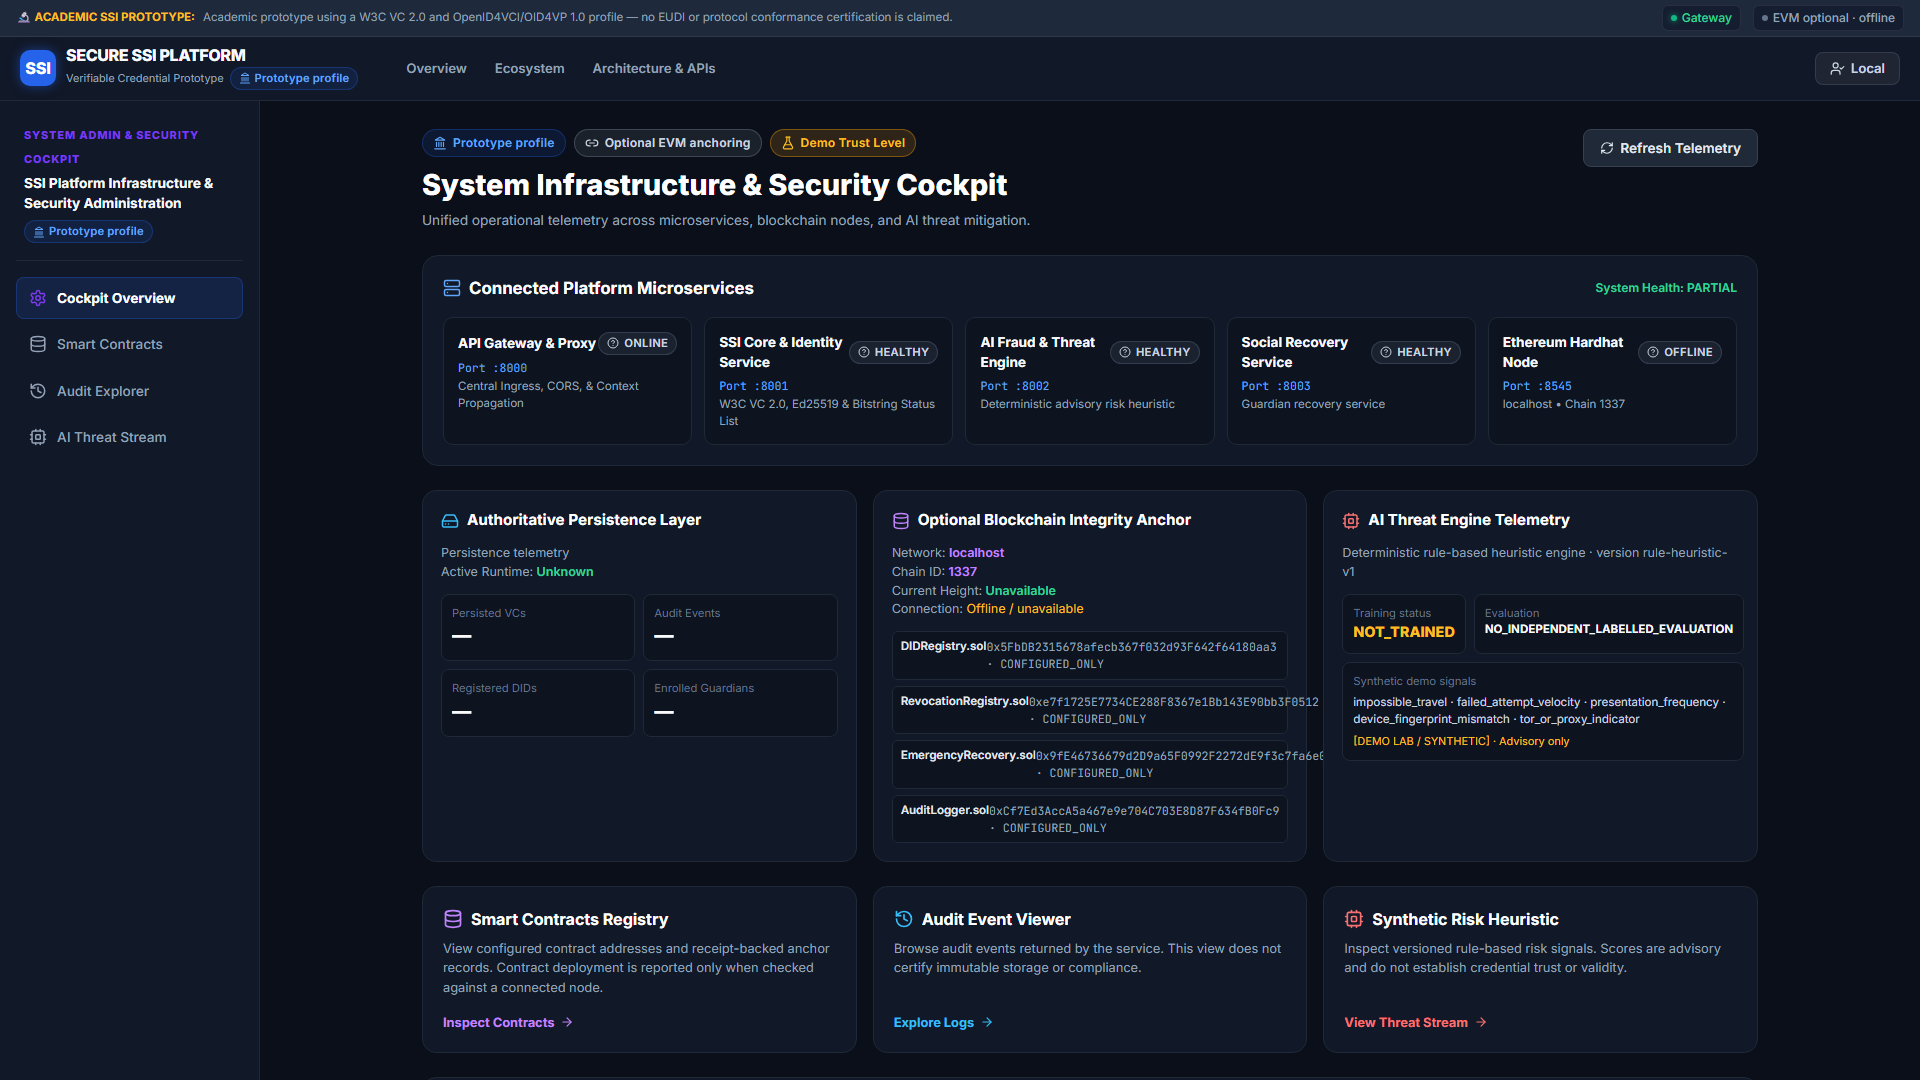 ACADEMIC SSI PROTOTYPE: Academic prototype using a W3C VC 2.0 and OpenID4VCI/OID4VP 1.0 profile — no EUDI or protocol conformance certification is claimed.
Gateway
EVM optional · offline
SSI
SECURE SSI PLATFORM
Verifiable Credential Prototype
Prototype profile
Overview
Ecosystem
Architecture & APIs
Local
SYSTEM ADMIN & SECURITY
COCKPIT
SSI Platform Infrastructure &
Security Administration
Prototype profile
Cockpit Overview
Smart Contracts
Audit Explorer
AI Threat Stream
Prototype profile
Optional EVM anchoring
Demo Trust Level
Refresh Telemetry
System Infrastructure & Security Cockpit
Unified operational telemetry across microservices, blockchain nodes, and AI threat mitigation.
Connected Platform Microservices
System Health: PARTIAL
API Gateway & Proxy
ONLINE
Port :8000
Central Ingress, CORS, & Context
Propagation
SSI Core & Identity
Service
HEALTHY
Port :8001
W3C VC 2.0, Ed25519 & Bitstring Status
List
AI Fraud & Threat
Engine
HEALTHY
Port :8002
Deterministic advisory risk heuristic
Social Recovery
Service
HEALTHY
Port :8003
Guardian recovery service
Ethereum Hardhat
Node
OFFLINE
Port :8545
localhost • Chain 1337
Authoritative Persistence Layer
Persistence telemetry
Active Runtime: Unknown
Persisted VCs
—
Audit Events
—
Registered DIDs
—
Enrolled Guardians
—
Optional Blockchain Integrity Anchor
Network: localhost
Chain ID: 1337
Current Height: Unavailable
Connection: Offline / unavailable
DIDRegistry.sol 0x5FbDB2315678afecb367f032d93F642f64180aa3
· CONFIGURED_ONLY
RevocationRegistry.sol 0xe7f1725E7734CE288F8367e1Bb143E90bb3F0512
· CONFIGURED_ONLY
EmergencyRecovery.sol 0x9fE46736679d2D9a65F0992F2272dE9f3c7fa6e0
· CONFIGURED_ONLY
AuditLogger.sol 0xCf7Ed3AccA5a467e9e704C703E8D87F634fB0Fc9
· CONFIGURED_ONLY
AI Threat Engine Telemetry
Deterministic rule-based heuristic engine · version rule-heuristic-
v1
Training status
NOT_TRAINED
Evaluation
NO_INDEPENDENT_LABELLED_EVALUATION
Synthetic demo signals
impossible_travel · failed_attempt_velocity · presentation_frequency ·
device_fingerprint_mismatch · tor_or_proxy_indicator
[DEMO LAB / SYNTHETIC] · Advisory only
Smart Contracts Registry
View configured contract addresses and receipt-backed anchor
records. Contract deployment is reported only when checked
against a connected node.
Inspect Contracts →
Audit Event Viewer
Browse audit events returned by the service. This view does not
certify immutable storage or compliance.
Explore Logs →
Synthetic Risk Heuristic
Inspect versioned rule-based risk signals. Scores are advisory
and do not establish credential trust or validity.
View Threat Stream →